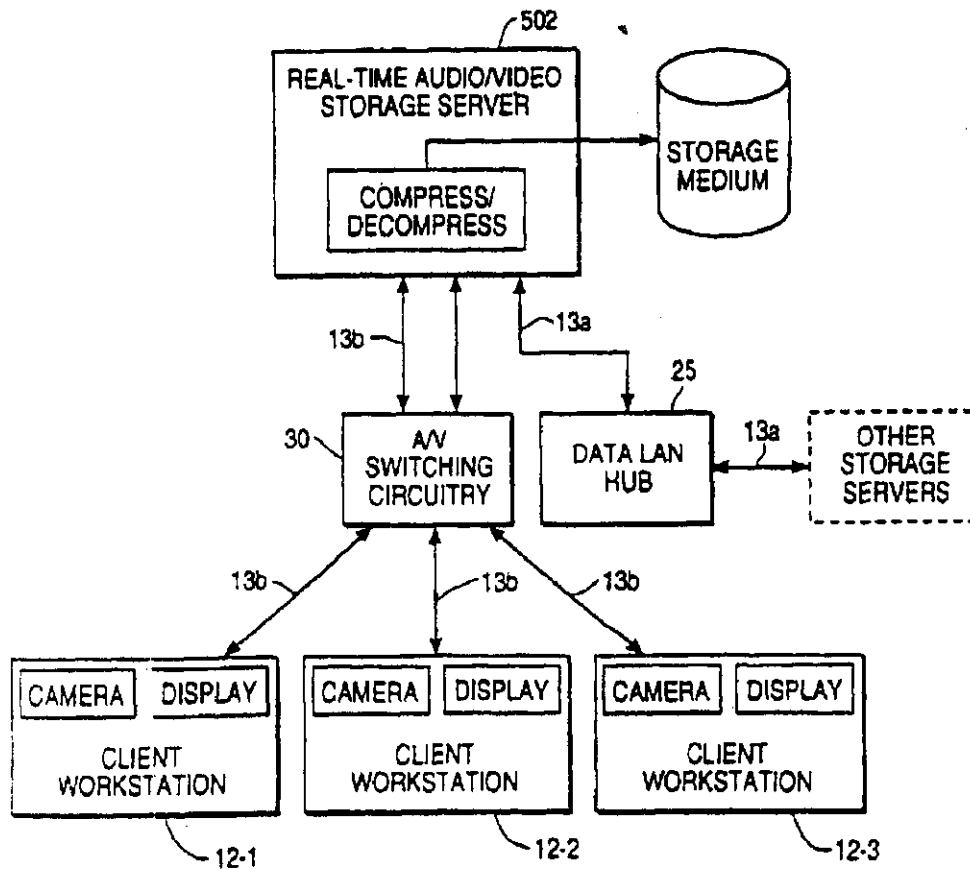 502
REAL-TIME AUDIO/VIDEO
STORAGE SERVER
COMPRESS/
DECOMPRESS
STORAGE
MEDIUM
13b
13a
25
30
A/V
SWITCHING
CIRCUITRY
DATA LAN
HUB
13a
OTHER
STORAGE
SERVERS
13b
13b
13b
CAMERA
DISPLAY
CLIENT
WORKSTATION
CAMERA
DISPLAY
CLIENT
WORKSTATION
CAMERA
DISPLAY
CLIENT
WORKSTATION
12-1
12-2
12-3